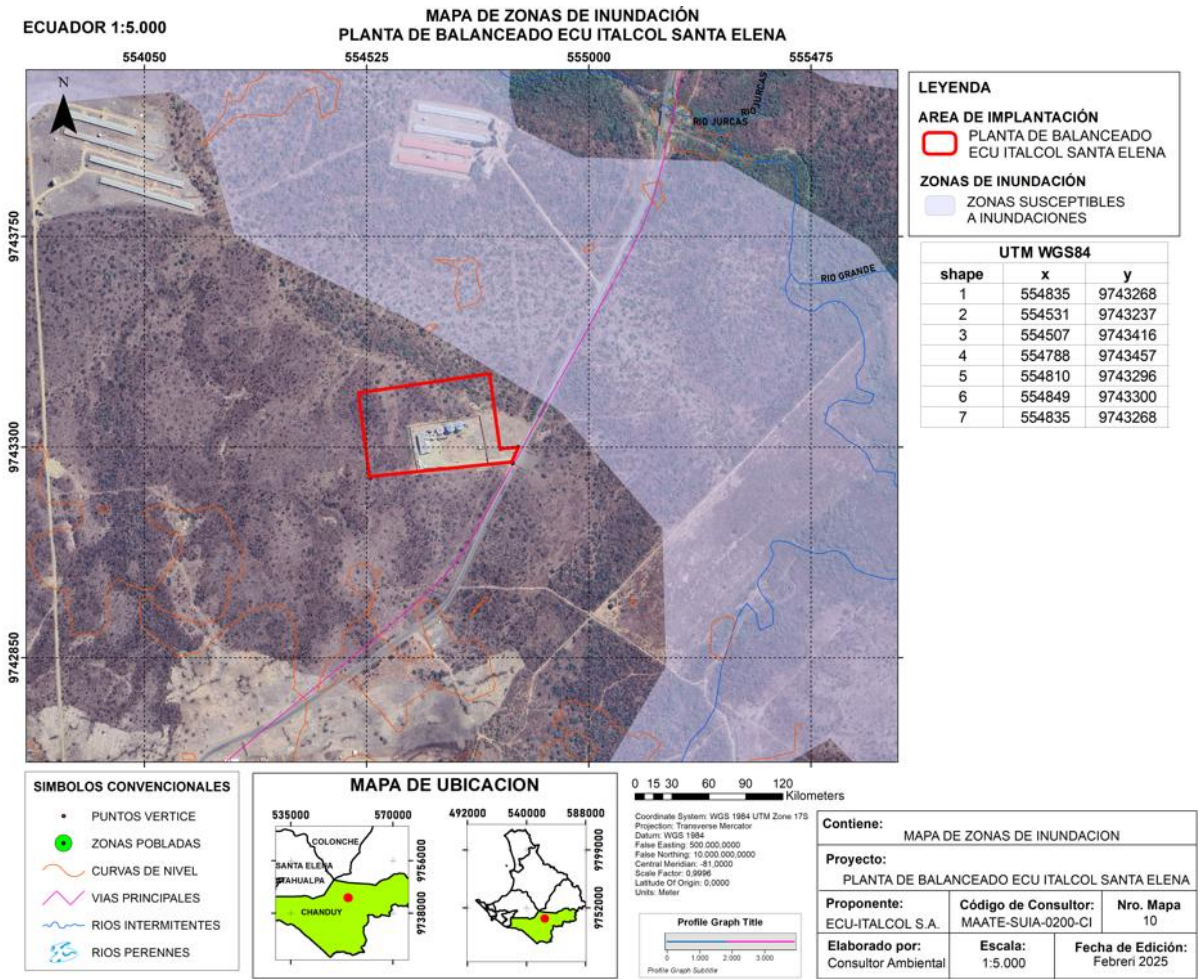 ECUADOR 1:5.000
MAPA DE ZONAS DE INUNDACIÓN
PLANTA DE BALANCEADO ECU ITALCOL SANTA ELENA
554050
554525
555000
555475
9743750
9743300
9742850
N
RIO JURCAS
RIO JURCAS
RIO GRANDE
LEYENDA
AREA DE IMPLANTACIÓN
PLANTA DE BALANCEADO
ECU ITALCOL SANTA ELENA
ZONAS DE INUNDACIÓN
ZONAS SUSCEPTIBLES
A INUNDACIONES
UTM WGS84
shape x y
1 554835 9743268
2 554531 9743237
3 554507 9743416
4 554788 9743457
5 554810 9743296
6 554849 9743300
7 554835 9743268
SIMBOLOS CONVENCIONALES
PUNTOS VERTICE
ZONAS POBLADAS
CURVAS DE NIVEL
VIAS PRINCIPALES
RIOS INTERMITENTES
RIOS PERENNES
MAPA DE UBICACION
535000
570000
COLONCHE
SANTA ELENA
TAHUALPA
CHANDUY
9756000
9738000
492000
540000
588000
9799000
9752000
0 15 30 60 90 120
Kilometers
Coordinate System: WGS 1984 UTM Zone 17S
Projection: Transverse Mercator
Datum: WGS 1984
False Easting: 500.000,0000
False Northing: 10.000.000,0000
Central Meridian: -81,0000
Scale Factor: 0,9996
Latitude Of Origin: 0,0000
Units: Meter
Profile Graph Title
0 1.000 2.000 3.000
Profile Graph Subtitle
Contiene:
MAPA DE ZONAS DE INUNDACION
Proyecto:
PLANTA DE BALANCEADO ECU ITALCOL SANTA ELENA
Proponente:
ECU-ITALCOL S.A.
Código de Consultor:
MAATE-SUIA-0200-CI
Nro. Mapa
10
Elaborado por:
Consultor Ambiental
Escala:
1:5.000
Fecha de Edición:
Febreri 2025